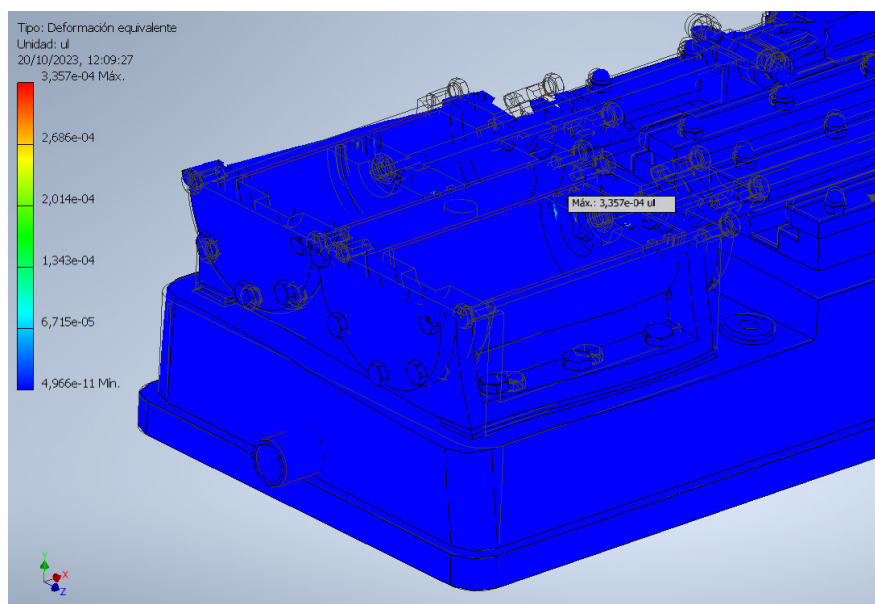 Tipo: Deformación equivalente
Unidad: ul
20/10/2023, 12:09:27
3,357e-04 Máx.
2,686e-04
2,014e-04
1,343e-04
6,715e-05
4,966e-11 Mín.
Máx.: 3,357e-04 ul
Y
X
Z